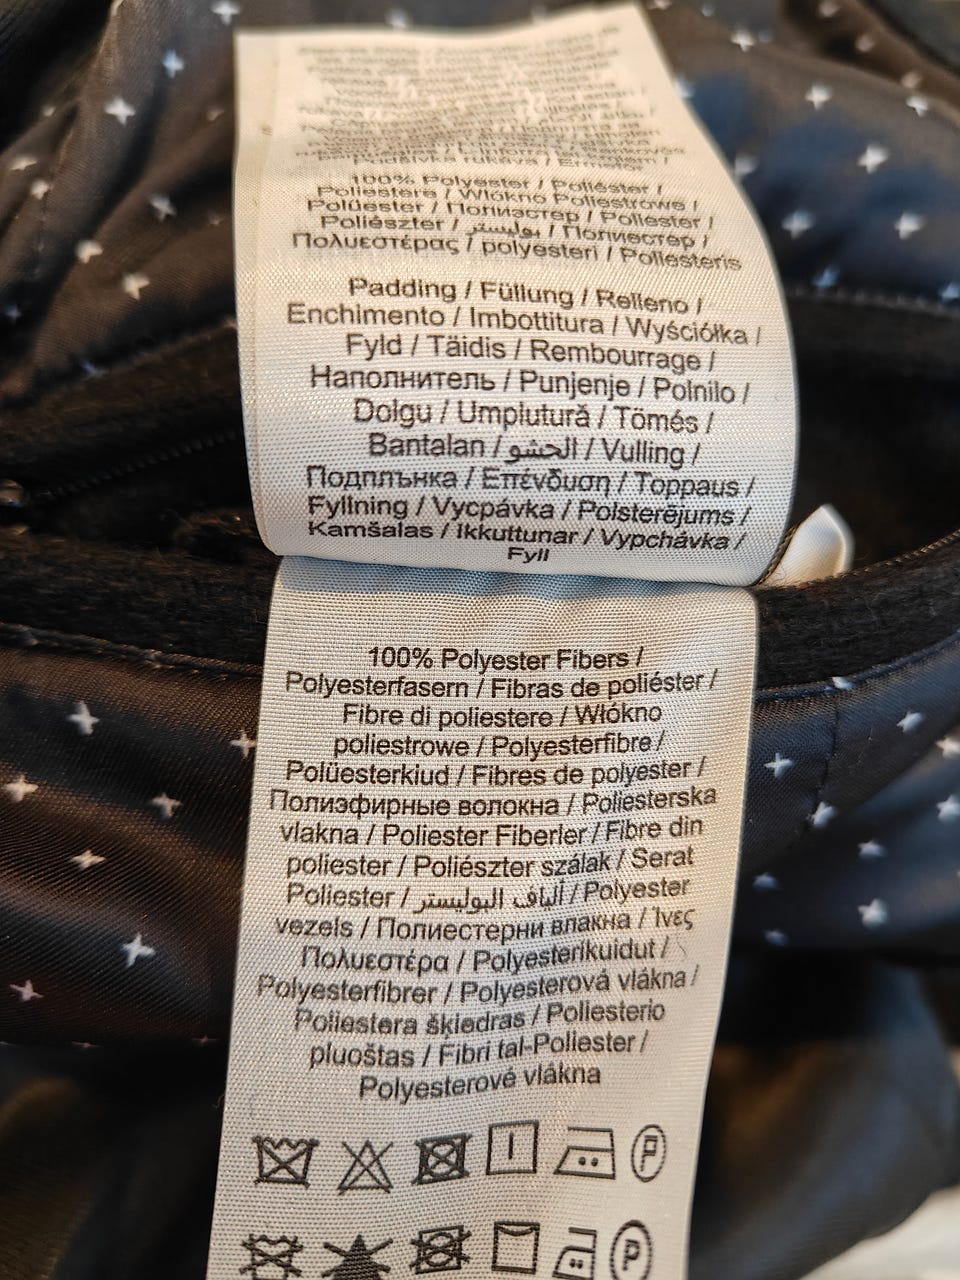 100% Polyester / Poliéster /
Poliestere / Włókno Poliestrowe /
Polüester / Полиэстер / Poliester /
Poliészter / بوليستر / Полиестер /
Πολυεστέρας / polyesteri / Poliesteris
Padding / Füllung / Relleno /
Enchimento / Imbottitura / Wyściółka /
Fyld / Täidis / Rembourrage /
Наполнитель / Punjenje / Polnilo /
Dolgu / Umplutură / Tömés /
Bantalan / الحشو / Vulling /
Подплънка / Επένδυση / Toppaus /
Fyllning / Vycpávka / Polsterējums /
Kamšalas / Ikkuttunar / Vypchávka /
Fyll
100% Polyester Fibers /
Polyesterfasern / Fibras de poliéster /
Fibre di poliestere / Włókno
poliestrowe / Polyesterfibre /
Polüesterkiud / Fibres de polyester /
Полиэфирные волокна / Poliesterska
vlakna / Poliester Fiberler / Fibre din
poliester / Poliészter szálak / Serat
Poliester / ألياف البوليستر / Polyester
vezels / Полиестерни влакна / Ίνες
Πολυεστέρα / Polyesterikuidut /
Polyesterfibrer / Polyesterová vlákna /
Poliestera šķiedras / Poliesterio
pluoštas / Fibri tal-Poliester /
Polyesterové vlákna
P
P